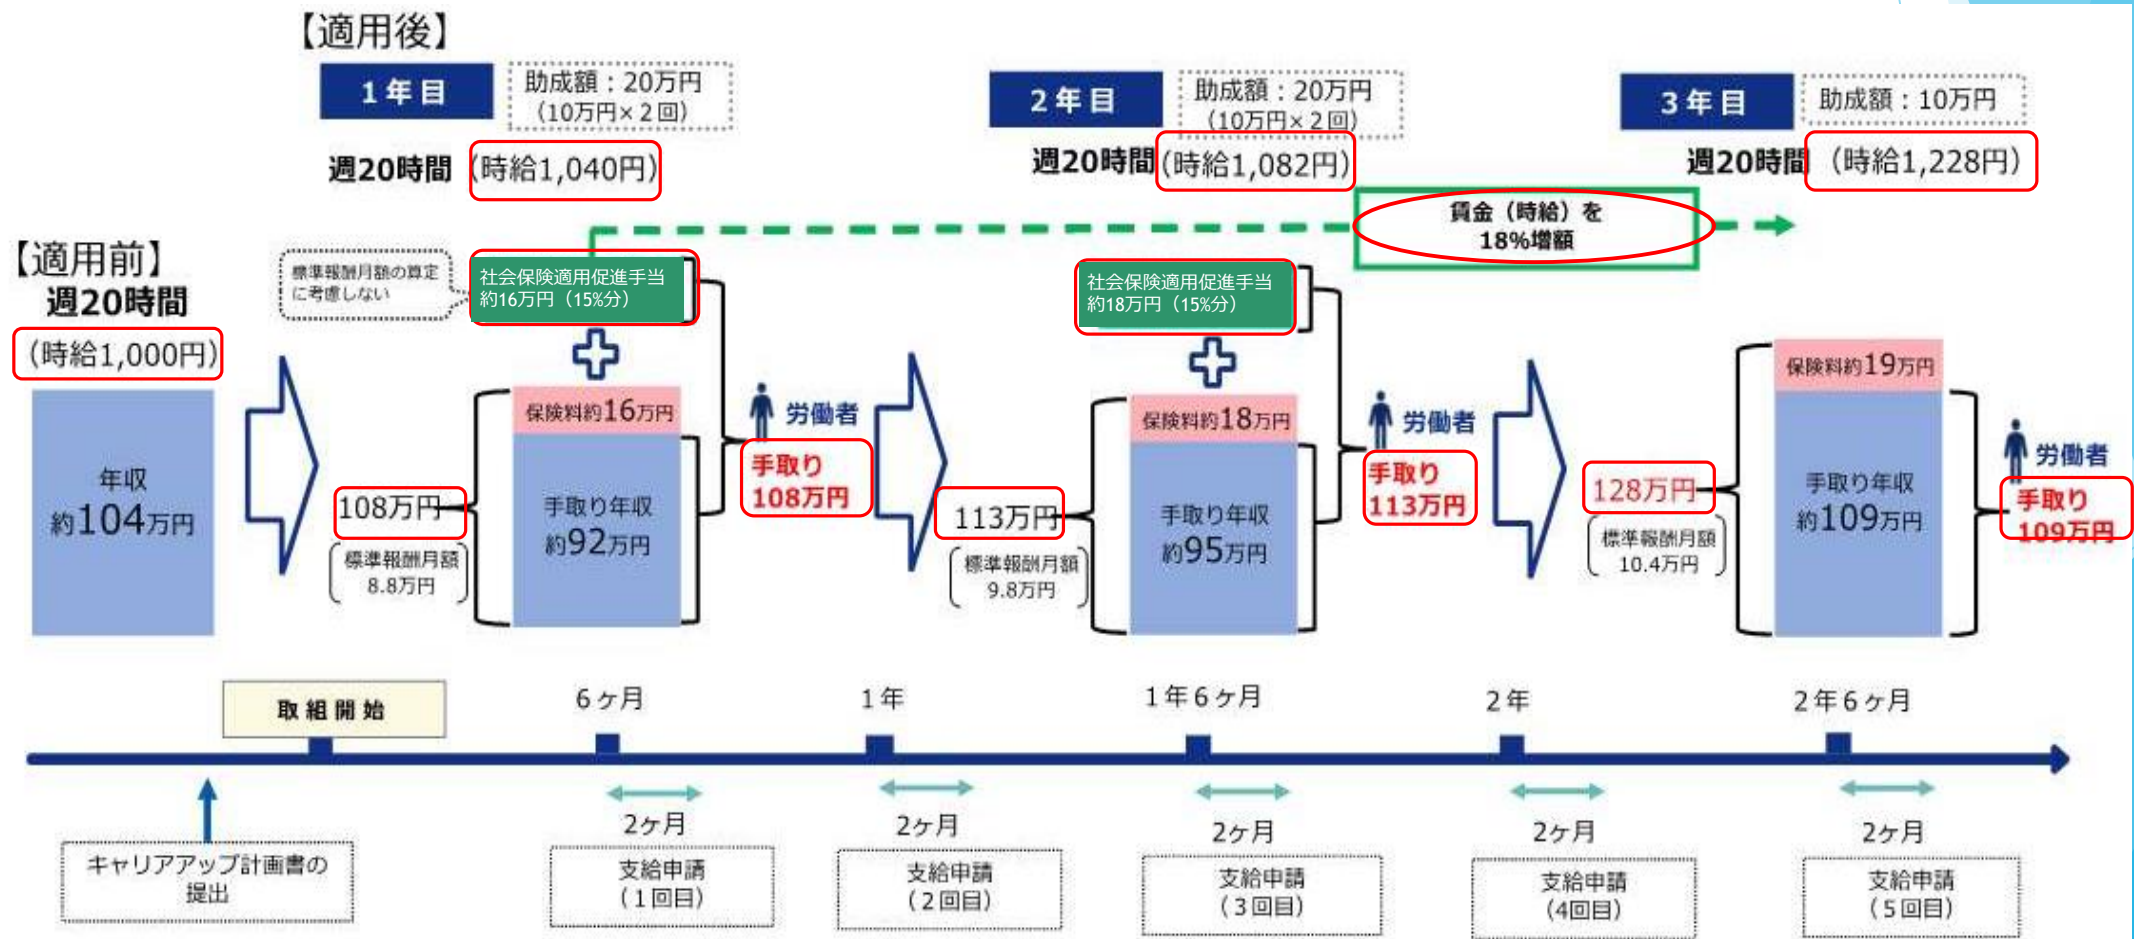 【適用後】
1年目
助成額：20万円
（10万円×２回）
週20時間（時給1,040円）
2年目
助成額：20万円
（10万円×２回）
週20時間（時給1,082円）
3年目
助成額：10万円
週20時間（時給1,228円）
賃金（時給）を
18%増額
【適用前】
週20時間
（時給1,000円）
年収
約104万円
標準報酬月額の算定
に考慮しない
社会保険適用促進手当
約16万円（15%分）
保険料約16万円
手取り年収
約92万円
108万円
標準報酬月額
8.8万円
労働者
手取り
108万円
社会保険適用促進手当
約18万円（15%分）
保険料約18万円
手取り年収
約95万円
113万円
標準報酬月額
9.8万円
労働者
手取り
113万円
保険料約19万円
手取り年収
約109万円
128万円
標準報酬月額
10.4万円
労働者
手取り
109万円
取組開始
6ヶ月
1年
1年６ヶ月
2年
2年６ヶ月
キャリアアップ計画書の
提出
2ヶ月
支給申請
（１回目）
2ヶ月
支給申請
（２回目）
2ヶ月
支給申請
（３回目）
2ヶ月
支給申請
（4回目）
2ヶ月
支給申請
（５回目）